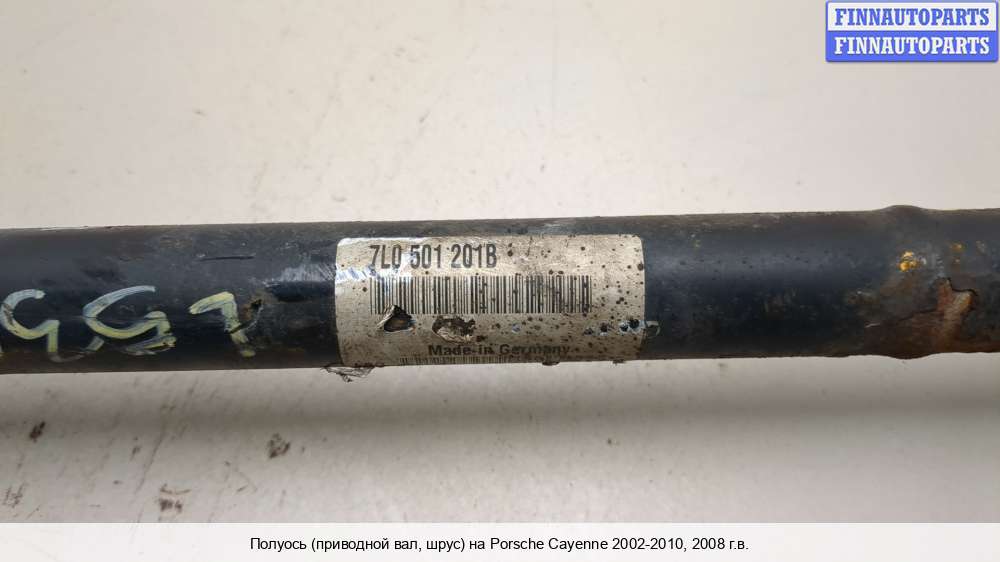 FINNAUTOPARTS
FINNAUTOPARTS
7L0 501 201B
Made in Germany
Полуось (приводной вал, шрус) на Porsche Cayenne 2002-2010, 2008 г.в.